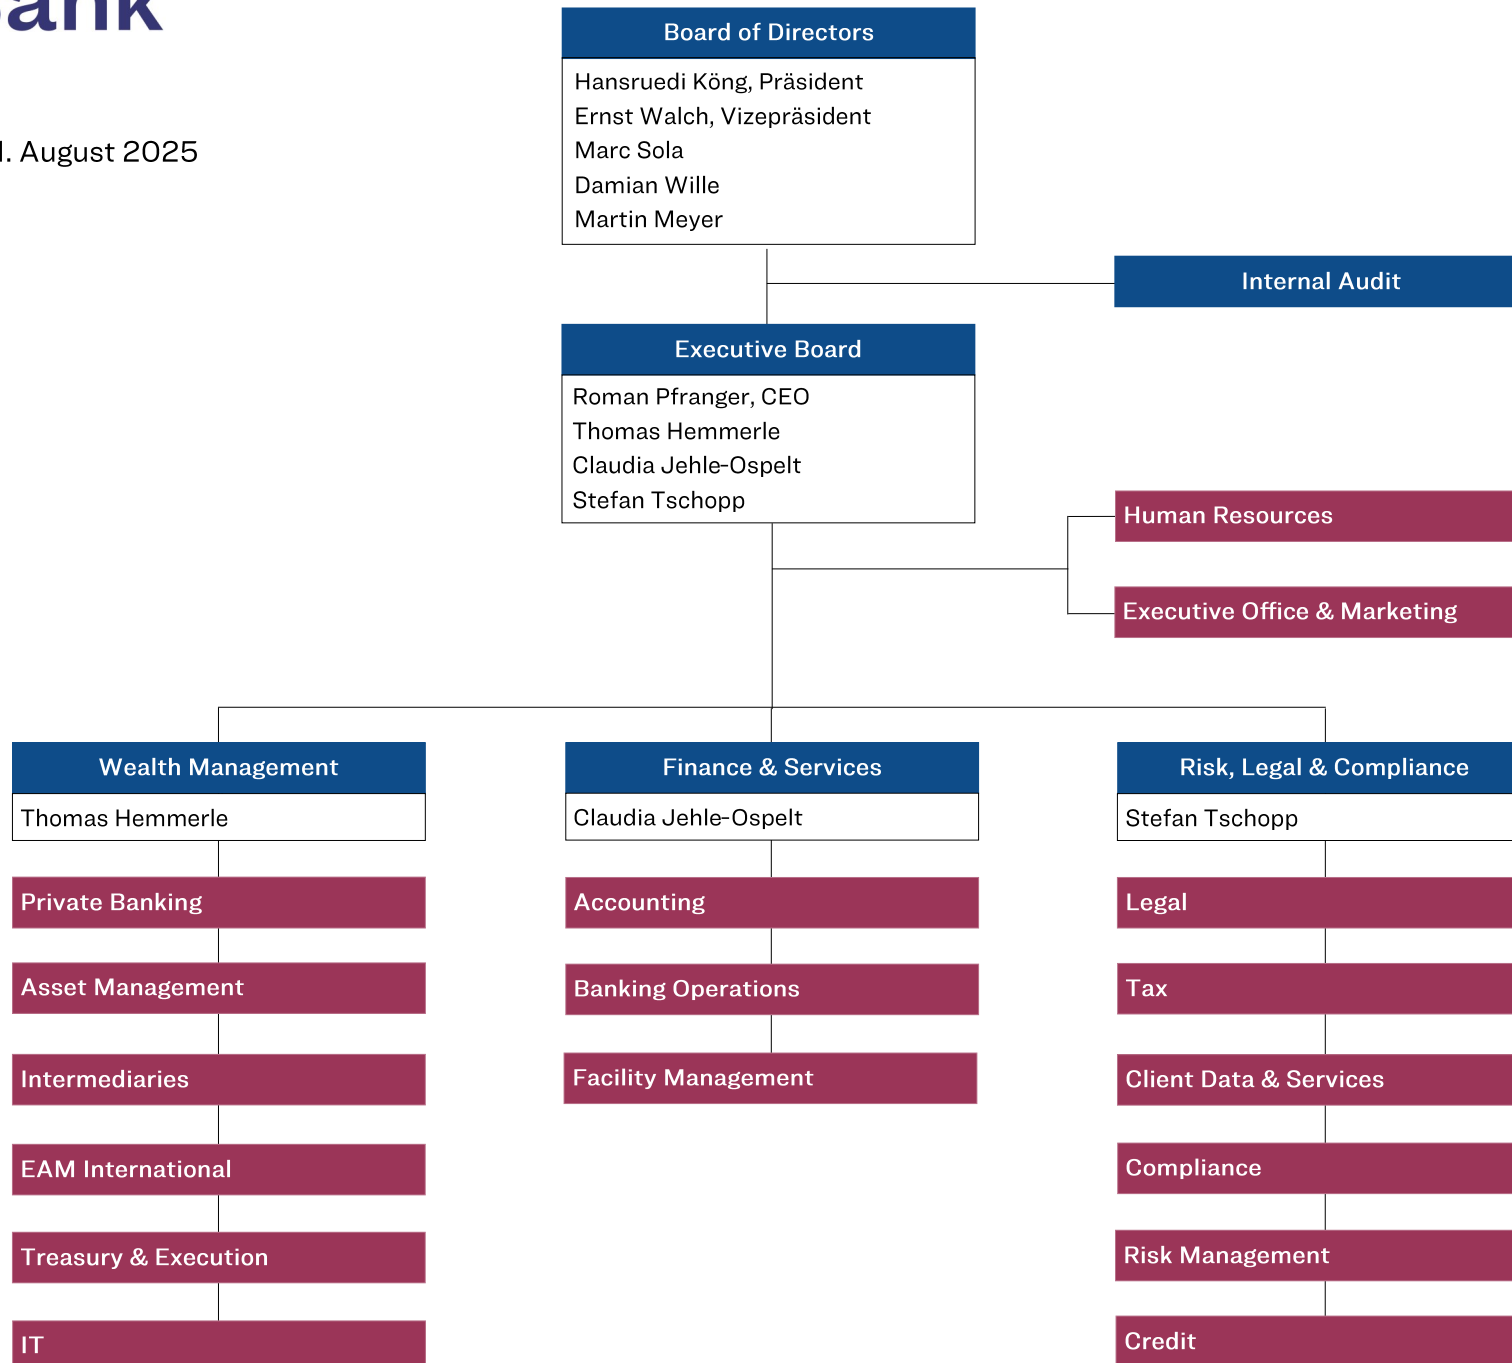 Board of Directors
Hansruedi Köng, Präsident
Ernst Walch, Vizepräsident
Marc Sola
Damian Wille
Martin Meyer
August 2025
Internal Audit
Executive Board
Roman Pfranger, CEO
Thomas Hemmerle
Claudia Jehle-Ospelt
Stefan Tschopp
Human Resources
Executive Office & Marketing
Wealth Management
Thomas Hemmerle
Private Banking
Asset Management
Intermediaries
EAM International
Treasury & Execution
IT
Finance & Services
Claudia Jehle-Ospelt
Accounting
Banking Operations
Facility Management
Risk, Legal & Compliance
Stefan Tschopp
Legal
Tax
Client Data & Services
Compliance
Risk Management
Credit